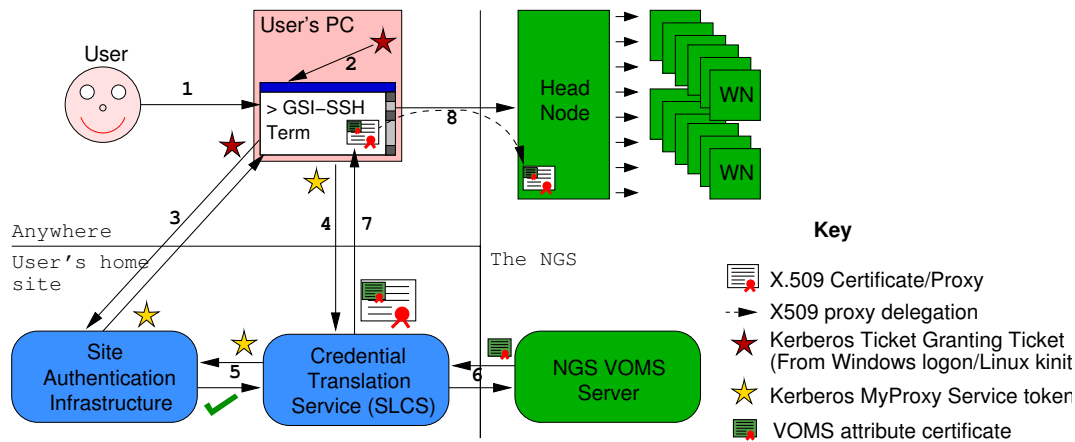 User's PC
User
2
1
> GSI–SSH
Term
8
Head
Node
WN
WN
3
4
7
Anywhere
User's home
site
The NGS
Key
X.509 Certificate/Proxy
X509 proxy delegation
Kerberos Ticket Granting Ticket
(From Windows logon/Linux kinit
Kerberos MyProxy Service token
VOMS attribute certificate
Site
Authentication
Infrastructure
5
Credential
Translation
Service (SLCS)
6
NGS VOMS
Server